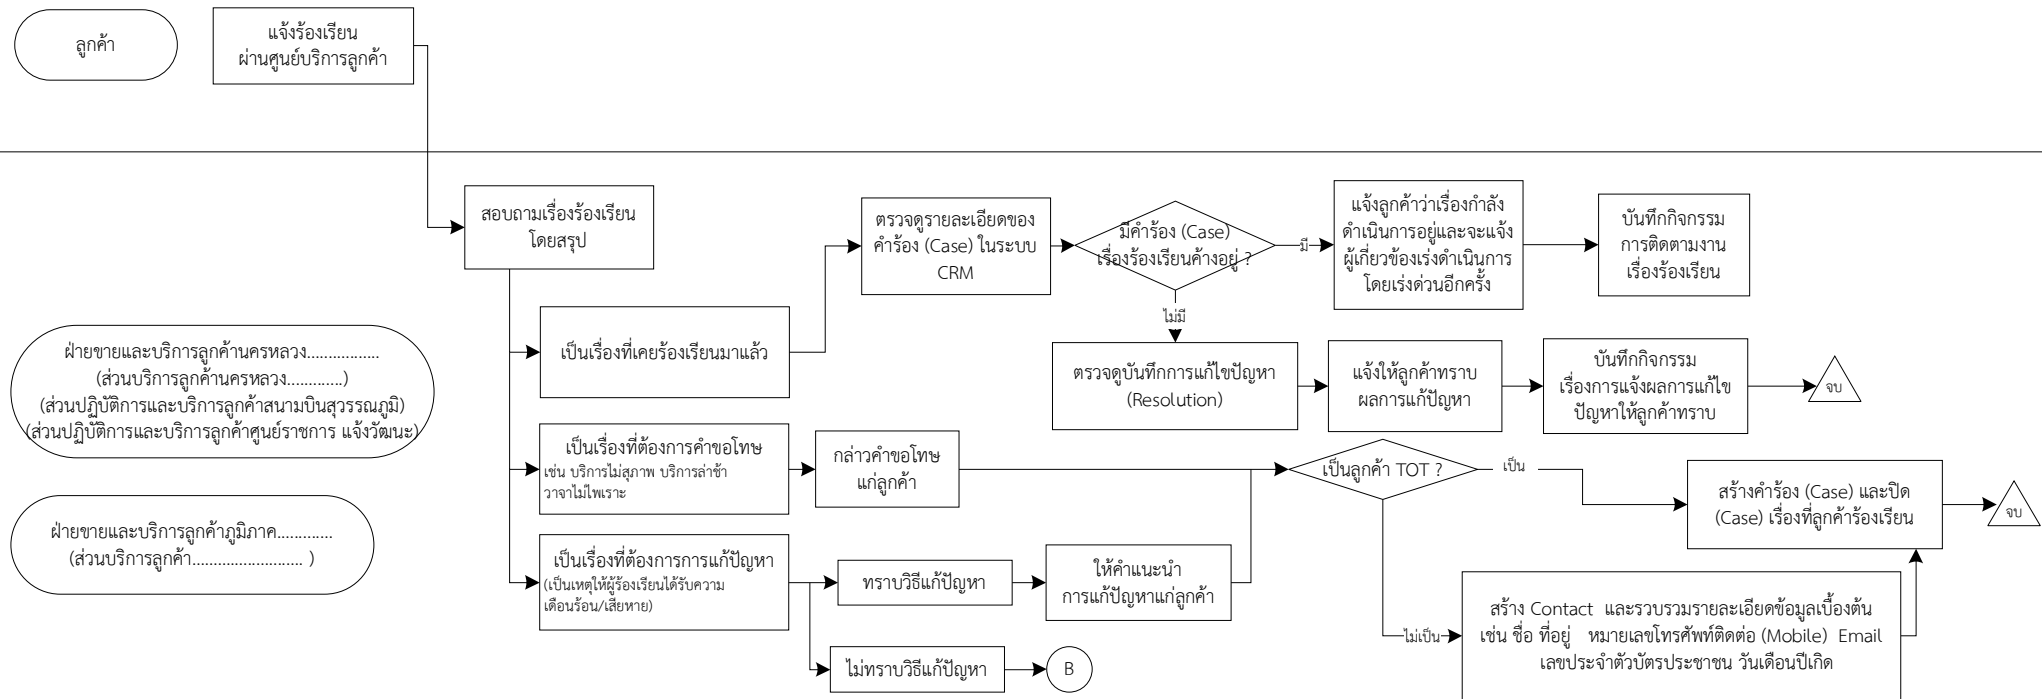 ลูกค้า
แจ้งร้องเรียน
ผ่านศูนย์บริการลูกค้า
สอบถามเรื่องร้องเรียน
โดยสรุป
ตรวจดูรายละเอียดของ
คำร้อง (Case) ในระบบ
CRM
มีคำร้อง (Case)
เรื่องร้องเรียนค้างอยู่ ?
มี
แจ้งลูกค้าว่าเรื่องกำลัง
ดำเนินการอยู่และจะแจ้ง
ผู้เกี่ยวข้องเร่งดำเนินการ
โดยเร่งด่วนอีกครั้ง
บันทึกกิจกรรม
การติดตามงาน
เรื่องร้องเรียน
ไม่มี
เป็นเรื่องที่เคยร้องเรียนมาแล้ว
ตรวจดูบันทึกการแก้ไขปัญหา
(Resolution)
แจ้งให้ลูกค้าทราบ
ผลการแก้ปัญหา
บันทึกกิจกรรม
เรื่องการแจ้งผลการแก้ไข
ปัญหาให้ลูกค้าทราบ
จบ
ฝ่ายขายและบริการลูกค้านครหลวง.................
(ส่วนบริการลูกค้านครหลวง.............)
(ส่วนปฏิบัติการและบริการลูกค้าสนามบินสุวรรณภูมิ)
(ส่วนปฏิบัติการและบริการลูกค้าศูนย์ราชการ แจ้งวัฒนะ)
เป็นเรื่องที่ต้องการคำขอโทษ
เช่น บริการไม่สุภาพ บริการล่าช้า
วาจาไม่ไพเราะ
กล่าวคำขอโทษ
แก่ลูกค้า
เป็นลูกค้า TOT ?
เป็น
สร้างคำร้อง (Case) และปิด
(Case) เรื่องที่ลูกค้าร้องเรียน
จบ
ฝ่ายขายและบริการลูกค้าภูมิภาค.............
(ส่วนบริการลูกค้า.......................... )
เป็นเรื่องที่ต้องการการแก้ปัญหา
(เป็นเหตุให้ผู้ร้องเรียนได้รับความ
เดือนร้อน/เสียหาย)
ทราบวิธีแก้ปัญหา
ให้คำแนะนำ
การแก้ปัญหาแก่ลูกค้า
ไม่เป็น
สร้าง Contact และรวบรวมรายละเอียดข้อมูลเบื้องต้น
เช่น ชื่อ ที่อยู่ หมายเลขโทรศัพท์ติดต่อ (Mobile) Email
เลขประจำตัวบัตรประชาชน วันเดือนปีเกิด
ไม่ทราบวิธีแก้ปัญหา
B